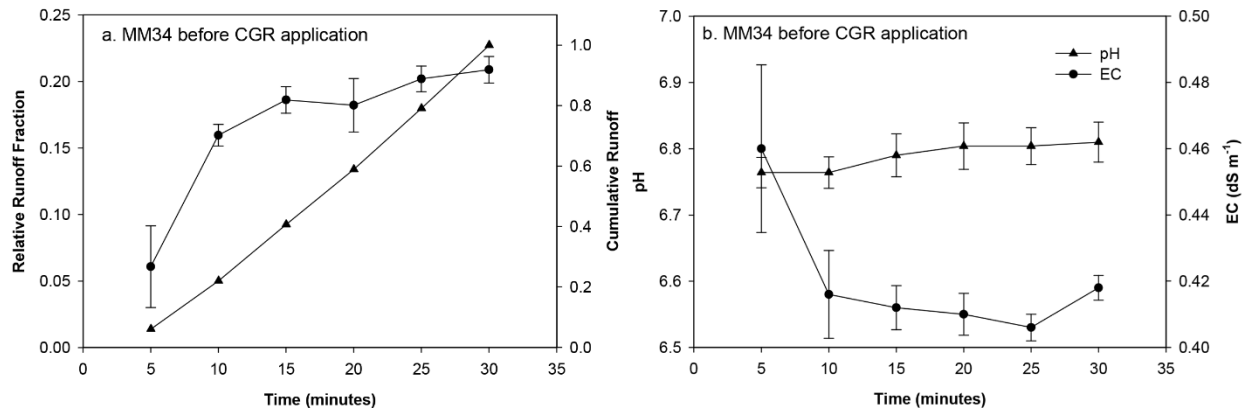 a. MM34 before CGR application
Relative Runoff Fraction
0.25
0.20
0.15
0.10
0.05
0.00
Cumulative Runoff
1.0
0.8
0.6
0.4
0.2
0.0
0 5 10 15 20 25 30 35
Time (minutes)
b. MM34 before CGR application
pH
EC
pH
7.0
6.9
6.8
6.7
6.6
6.5
EC (dS m⁻¹)
0.50
0.48
0.46
0.44
0.42
0.40
0 5 10 15 20 25 30 35
Time (minutes)